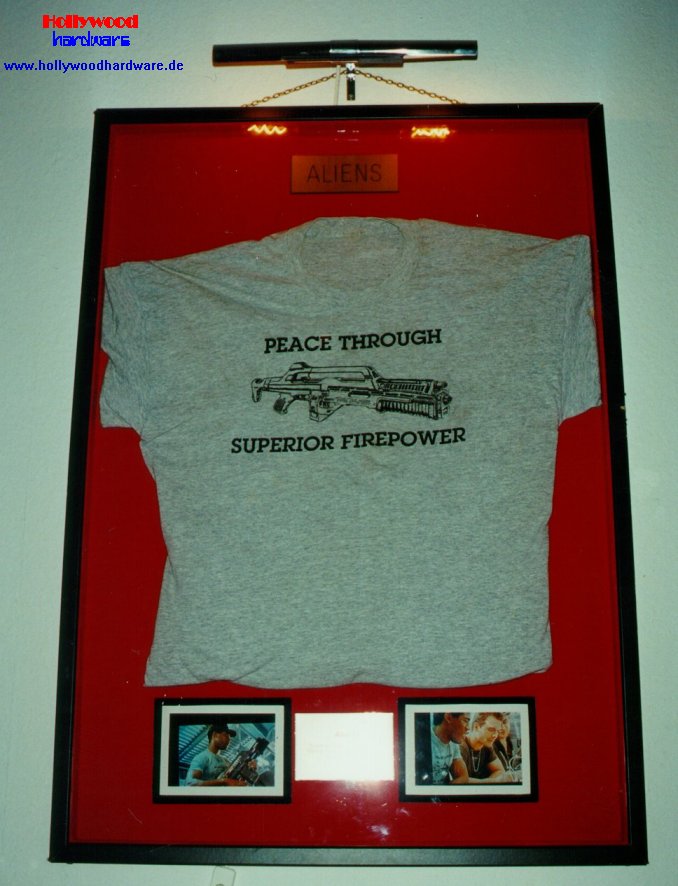 Hollywood
hardware
www.hollywoodhardware.de
ALIENS
PEACE THROUGH
SUPERIOR FIREPOWER